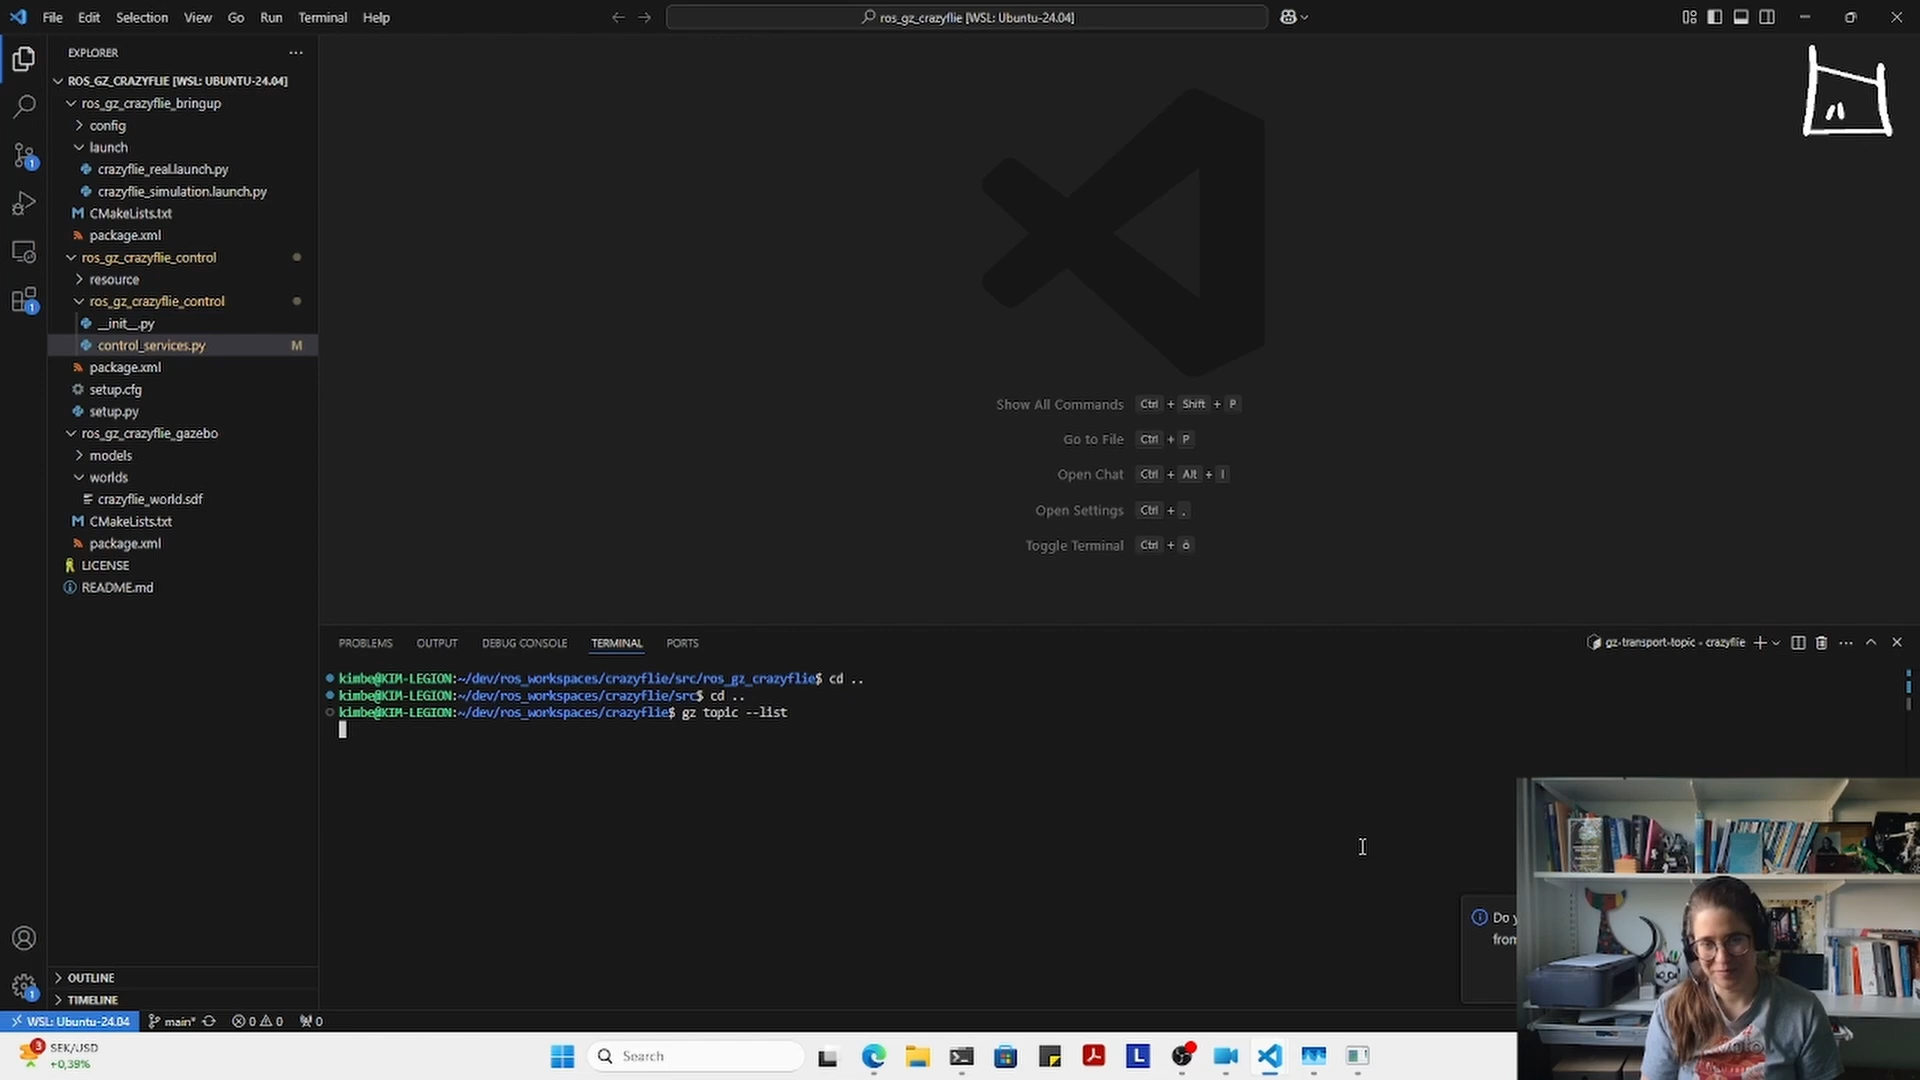 File Edit Selection View Go Run Terminal Help
ros_gz_crazyflie [WSL: Ubuntu-24.04]
EXPLORER
ROS_GZ_CRAZYFLIE [WSL: UBUNTU-24.04]
ros_gz_crazyflie_bringup
config
launch
crazyflie_real.launch.py
crazyflie_simulation.launch.py
M CMakeLists.txt
package.xml
ros_gz_crazyflie_control
resource
ros_gz_crazyflie_control
__init__.py
control_services.py M
package.xml
setup.cfg
setup.py
ros_gz_crazyflie_gazebo
models
worlds
crazyflie_world.sdf
M CMakeLists.txt
package.xml
LICENSE
README.md
OUTLINE
TIMELINE
Show All Commands Ctrl + Shift + P
Go to File Ctrl + P
Open Chat Ctrl + Alt + I
Open Settings Ctrl + .
Toggle Terminal Ctrl + ö
PROBLEMS OUTPUT DEBUG CONSOLE TERMINAL PORTS
gz-transport-topic - crazyflie
kimbe@KIM-LEGION:~/dev/ros_workspaces/crazyflie/src/ros_gz_crazyflie$ cd ..
kimbe@KIM-LEGION:~/dev/ros_workspaces/crazyflie/src$ cd ..
kimbe@KIM-LEGION:~/dev/ros_workspaces/crazyflie$ gz topic --list
from
WSL: Ubuntu-24.04 main* 0 0 0
3 SEK/USD
+0,39%
Search